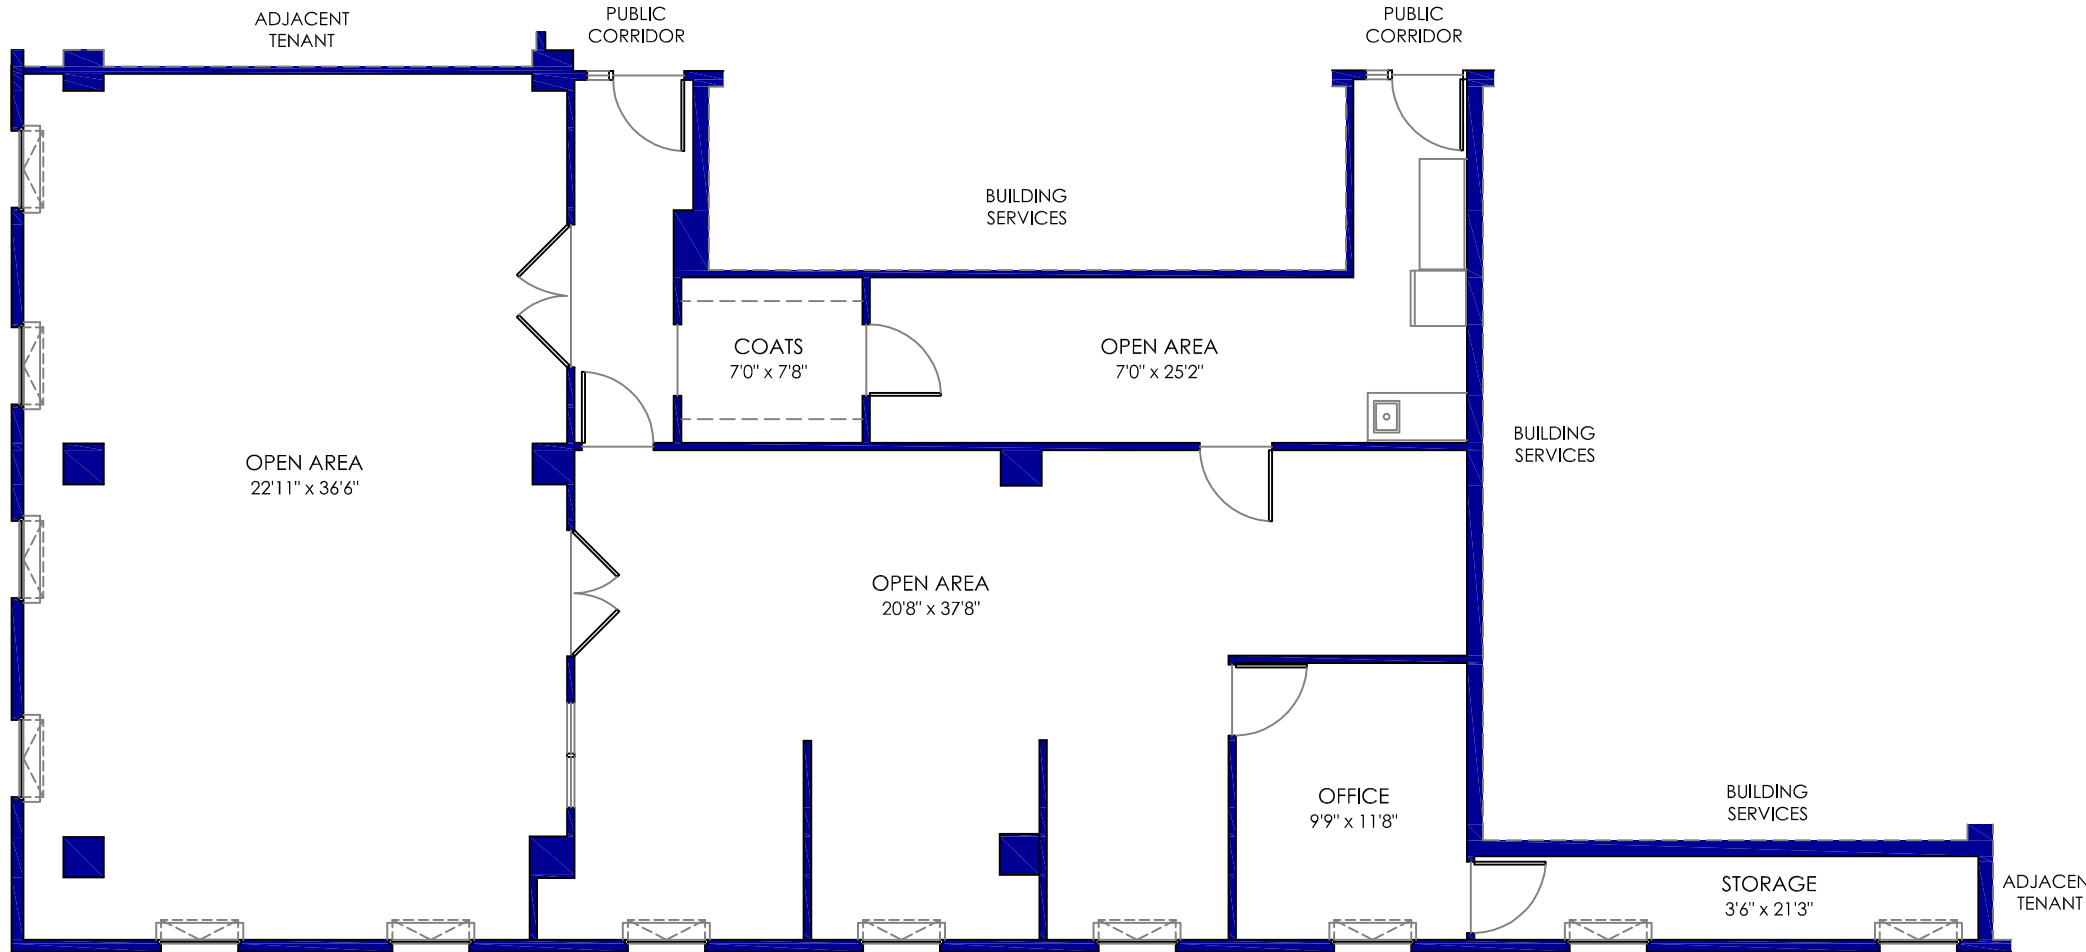 ADJACENT
TENANT
PUBLIC
CORRIDOR
PUBLIC
CORRIDOR
BUILDING
SERVICES
COATS
7'0" x 7'8"
OPEN AREA
7'0" x 25'2"
OPEN AREA
22'11" x 36'6"
BUILDING
SERVICES
OPEN AREA
20'8" x 37'8"
OFFICE
9'9" x 11'8"
BUILDING
SERVICES
STORAGE
3'6" x 21'3"
ADJACEN
TENANT